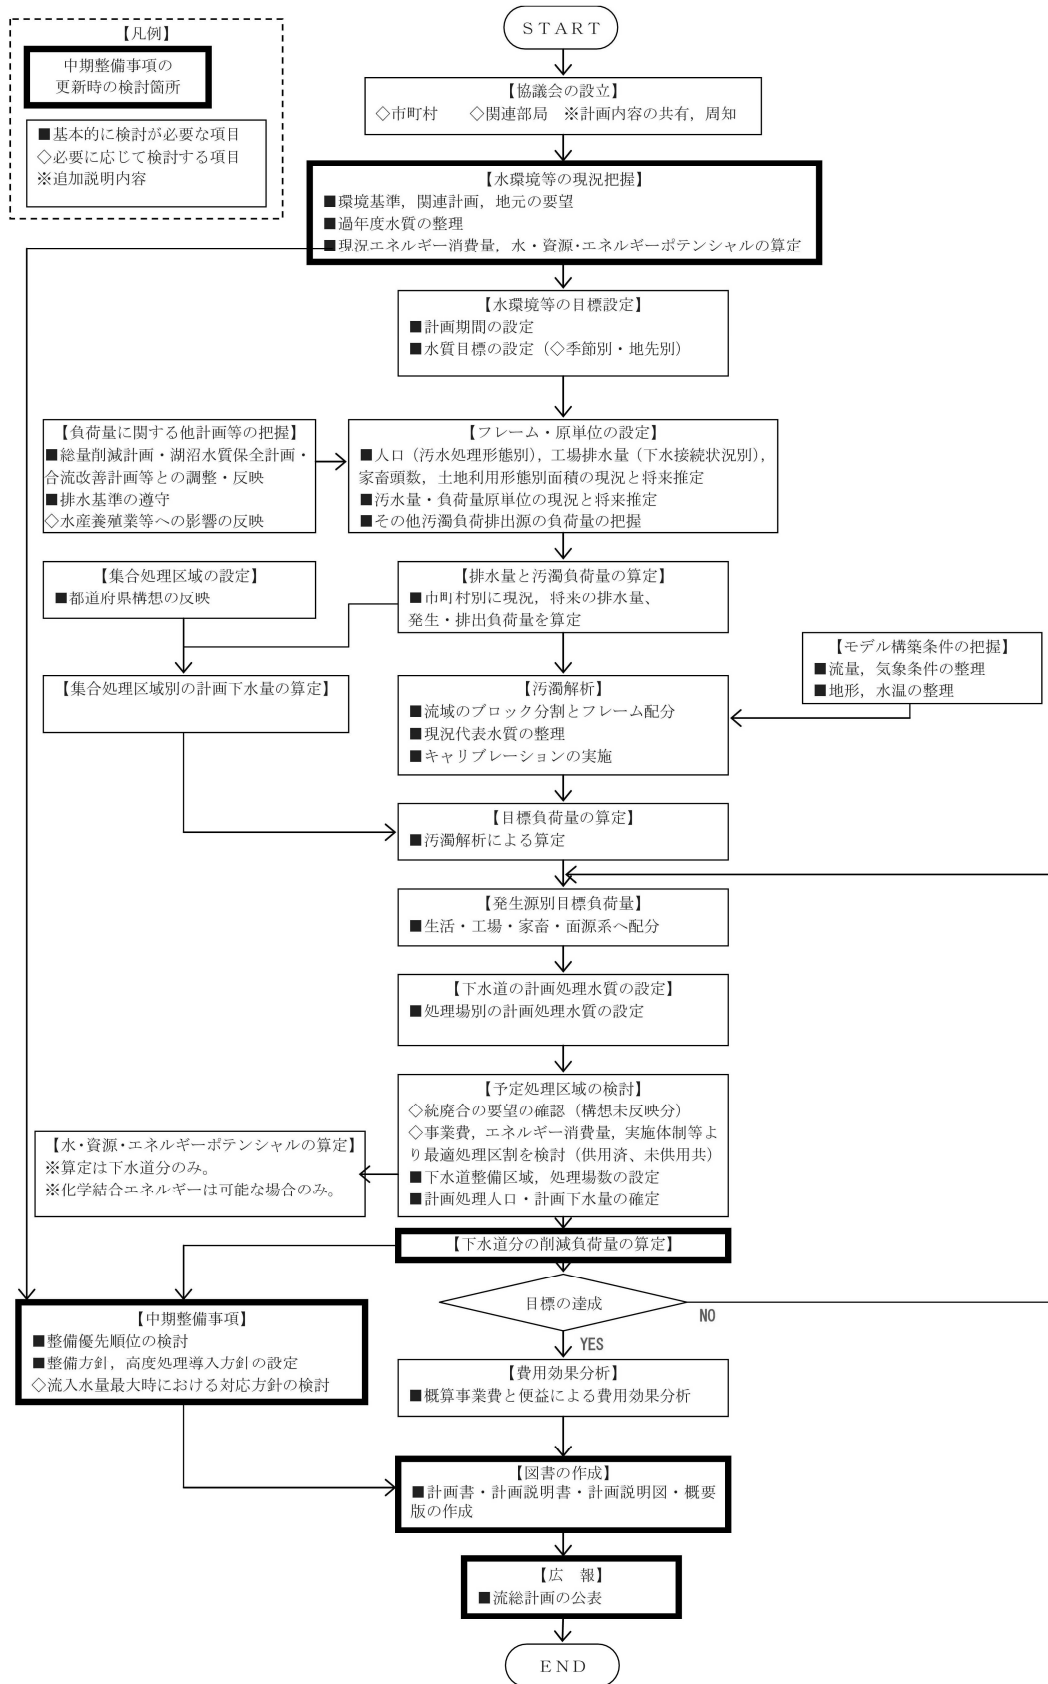 【凡例】
中期整備事項の
更新時の検討箇所
■基本的に検討が必要な項目
◇必要に応じて検討する項目
※追加説明内容
START
【協議会の設立】
◇市町村　◇関連部局　※計画内容の共有，周知
【水環境等の現況把握】
■環境基準，関連計画，地元の要望
■過年度水質の整理
■現況エネルギー消費量，水・資源・エネルギーポテンシャルの算定
【水環境等の目標設定】
■計画期間の設定
■水質目標の設定（◇季節別・地先別）
【負荷量に関する他計画等の把握】
■総量削減計画・湖沼水質保全計画・
合流改善計画等との調整・反映
■排水基準の遵守
◇水産養殖業等への影響の反映
【フレーム・原単位の設定】
■人口（汚水処理形態別），工場排水量（下水接続状況別），
家畜頭数，土地利用形態別面積の現況と将来推定
■汚水量・負荷量原単位の現況と将来推定
■その他汚濁負荷排出源の負荷量の把握
【集合処理区域の設定】
■都道府県構想の反映
【排水量と汚濁負荷量の算定】
■市町村別に現況，将来の排水量、
発生・排出負荷量を算定
【モデル構築条件の把握】
■流量，気象条件の整理
■地形，水温の整理
【集合処理区域別の計画下水量の算定】
【汚濁解析】
■流域のブロック分割とフレーム配分
■現況代表水質の整理
■キャリブレーションの実施
【目標負荷量の算定】
■汚濁解析による算定
【発生源別目標負荷量】
■生活・工場・家畜・面源系へ配分
【下水道の計画処理水質の設定】
■処理場別の計画処理水質の設定
【予定処理区域の検討】
◇統廃合の要望の確認（構想未反映分）
◇事業費，エネルギー消費量，実施体制等よ
り最適処理区割を検討（供用済、未供用共）
■下水道整備区域，処理場数の設定
■計画処理人口・計画下水量の確定
【水・資源・エネルギーポテンシャルの算定】
※算定は下水道分のみ。
※化学結合エネルギーは可能な場合のみ。
【下水道分の削減負荷量の算定】
目標の達成
NO
YES
【中期整備事項】
■整備優先順位の検討
■整備方針，高度処理導入方針の設定
◇流入水量最大時における対応方針の検討
【費用効果分析】
■概算事業費と便益による費用効果分析
【図書の作成】
■計画書・計画説明書・計画説明図・概要
版の作成
【広　報】
■流総計画の公表
END